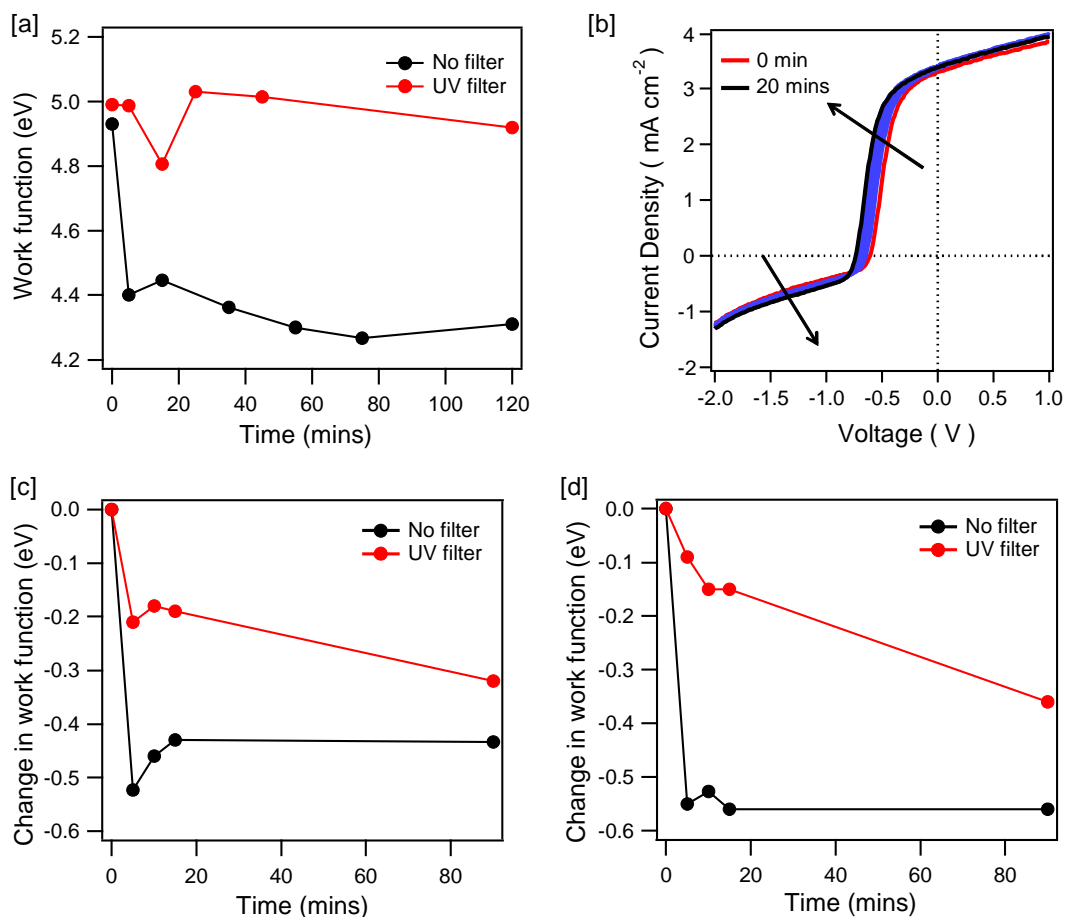 [a]
5.2
5.0
4.8
4.6
4.4
4.2
Work function (eV)
No filter
UV filter
0
20
40
60
80
100
120
Time (mins)
[b]
4
3
2
1
0
-1
-2
Current Density ( mA cm⁻²)
0 min
20 mins
-2.0
-1.5
-1.0
-0.5
0.0
0.5
1.0
Voltage ( V )
[c]
0.0
-0.1
-0.2
-0.3
-0.4
-0.5
-0.6
Change in work function (eV)
No filter
UV filter
0
20
40
60
80
Time (mins)
[d]
0.0
-0.1
-0.2
-0.3
-0.4
-0.5
-0.6
Change in work function (eV)
No filter
UV filter
0
20
40
60
80
Time (mins)